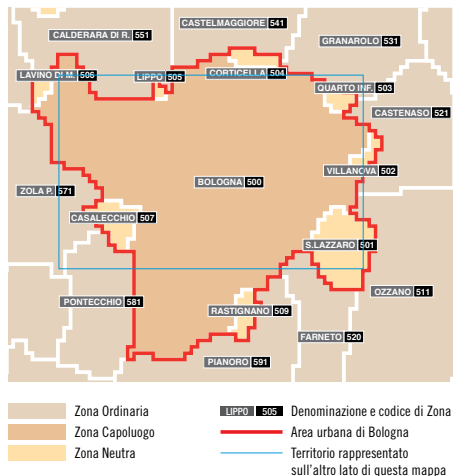 CASTELMAGGIORE 541
CALDERARA DI R. 551
GRANAROLO 531
LAVINO DI M. 506
LIPPO 505
CORTICELLA 504
QUARTO INF. 503
CASTENASO 521
VILLANOVA 502
BOLOGNA 500
ZOLA P. 571
CASALECCHIO 507
S.LAZZARO 501
OZZANO 511
PONTECCHIO 581
RASTIGNANO 509
FARNETO 520
PIANORO 591
Zona Ordinaria
Zona Capoluogo
Zona Neutra
LIPPO 505 Denominazione e codice di Zona
Area urbana di Bologna
Territorio rappresentato
sull'altro lato di questa mappa